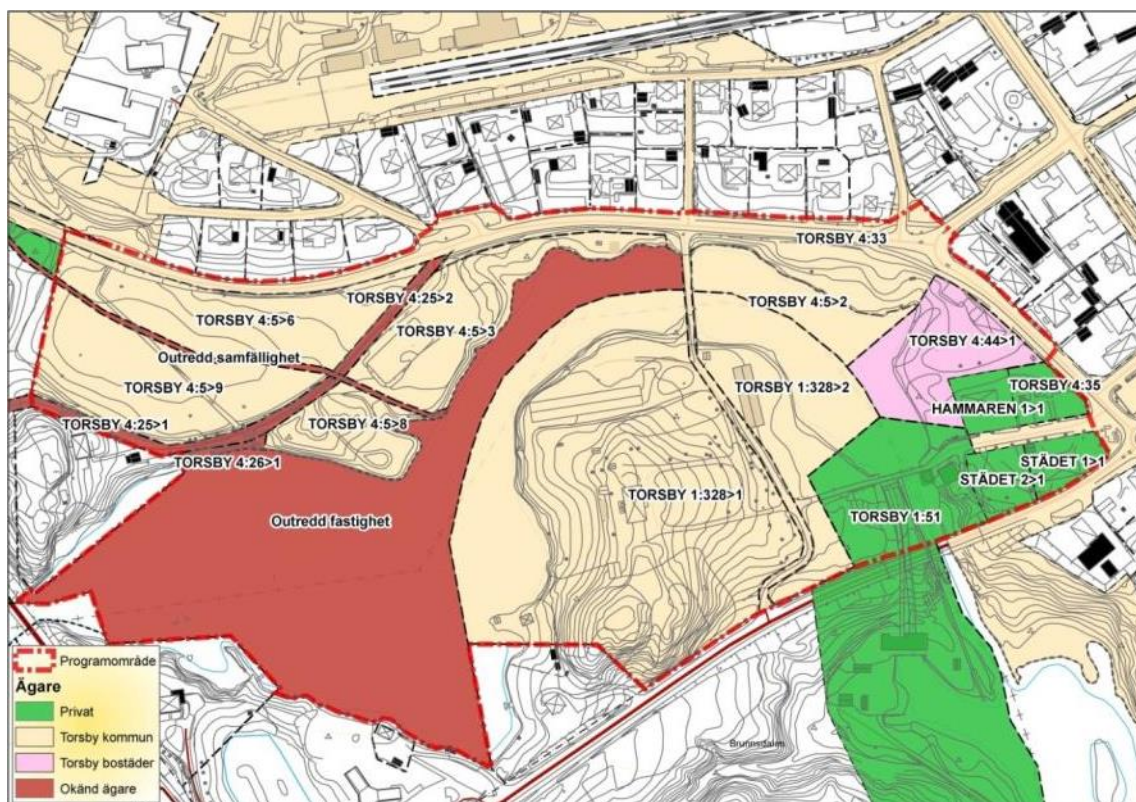 TORSBY 4:33
TORSBY 4:25>2
TORSBY 4:5>2
TORSBY 4:5>6
TORSBY 4:5>3
TORSBY 4:44>1
Outredd samfällighet
TORSBY 4:5>9
TORSBY 1:328>2
TORSBY 4:35
HAMMAREN 1>1
TORSBY 4:25>1
TORSBY 4:5>8
TORSBY 4:26>1
STÄDET 1>1
STÄDET 2>1
TORSBY 1:328>1
Outredd fastighet
TORSBY 1:51
Brunnsdalen
Programområde
Ägare
Privat
Torsby kommun
Torsby bostäder
Okänd ägare